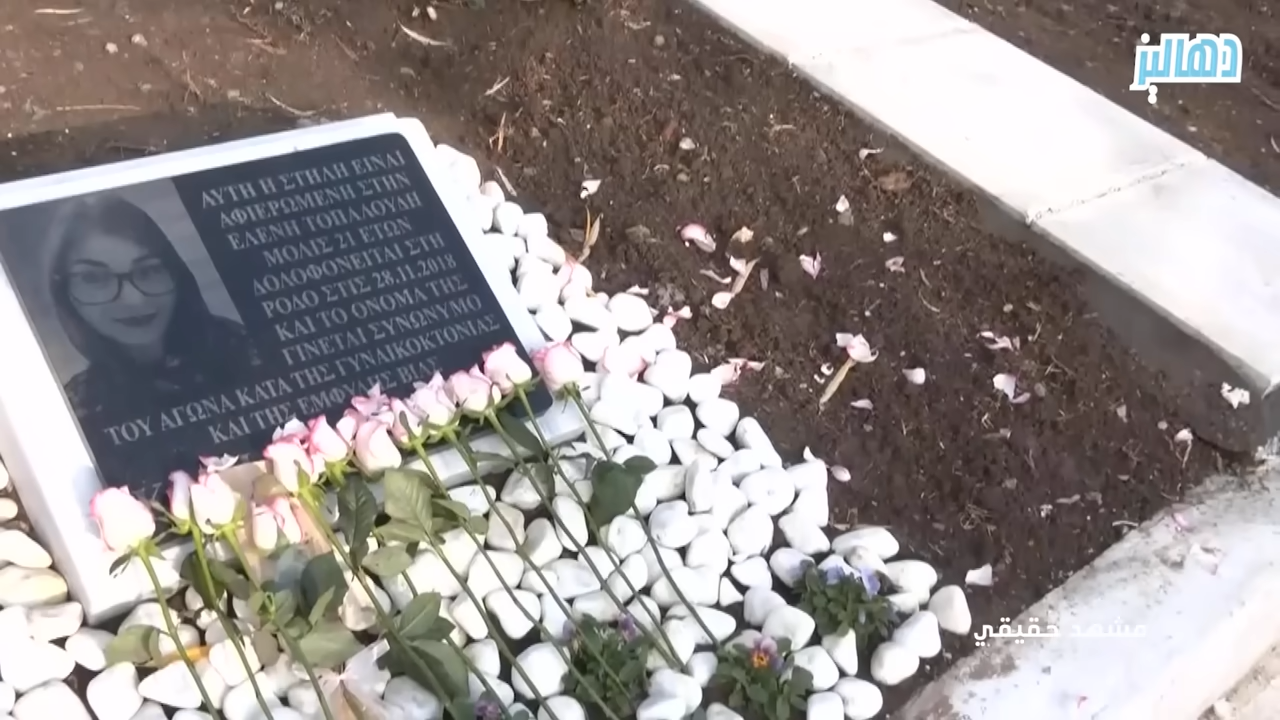 دهاليز
ΑΥΤΗ Η ΣΤΗΛΗ ΕΙΝΑΙ
ΑΦΙΕΡΩΜΕΝΗ ΣΤΗΝ
ΕΛΕΝΗ ΤΟΠΑΛΟΥΔΗ
ΜΟΛΙΣ 21 ΕΤΩΝ
ΔΟΛΟΦΟΝΕΙΤΑΙ ΣΤΗ
ΡΟΔΟ ΣΤΙΣ 28.11.2018
ΚΑΙ ΤΟ ΟΝΟΜΑ ΤΗΣ
ΓΙΝΕΤΑΙ ΣΥΝΩΝΥΜΟ
ΤΟΥ ΑΓΩΝΑ ΚΑΤΑ ΤΗΣ ΓΥΝΑΙΚΟΚΤΟΝΙΑΣ
ΚΑΙ ΤΗΣ ΕΜΦΥΛΗΣ ΒΙΑΣ
مشهد حقيقي